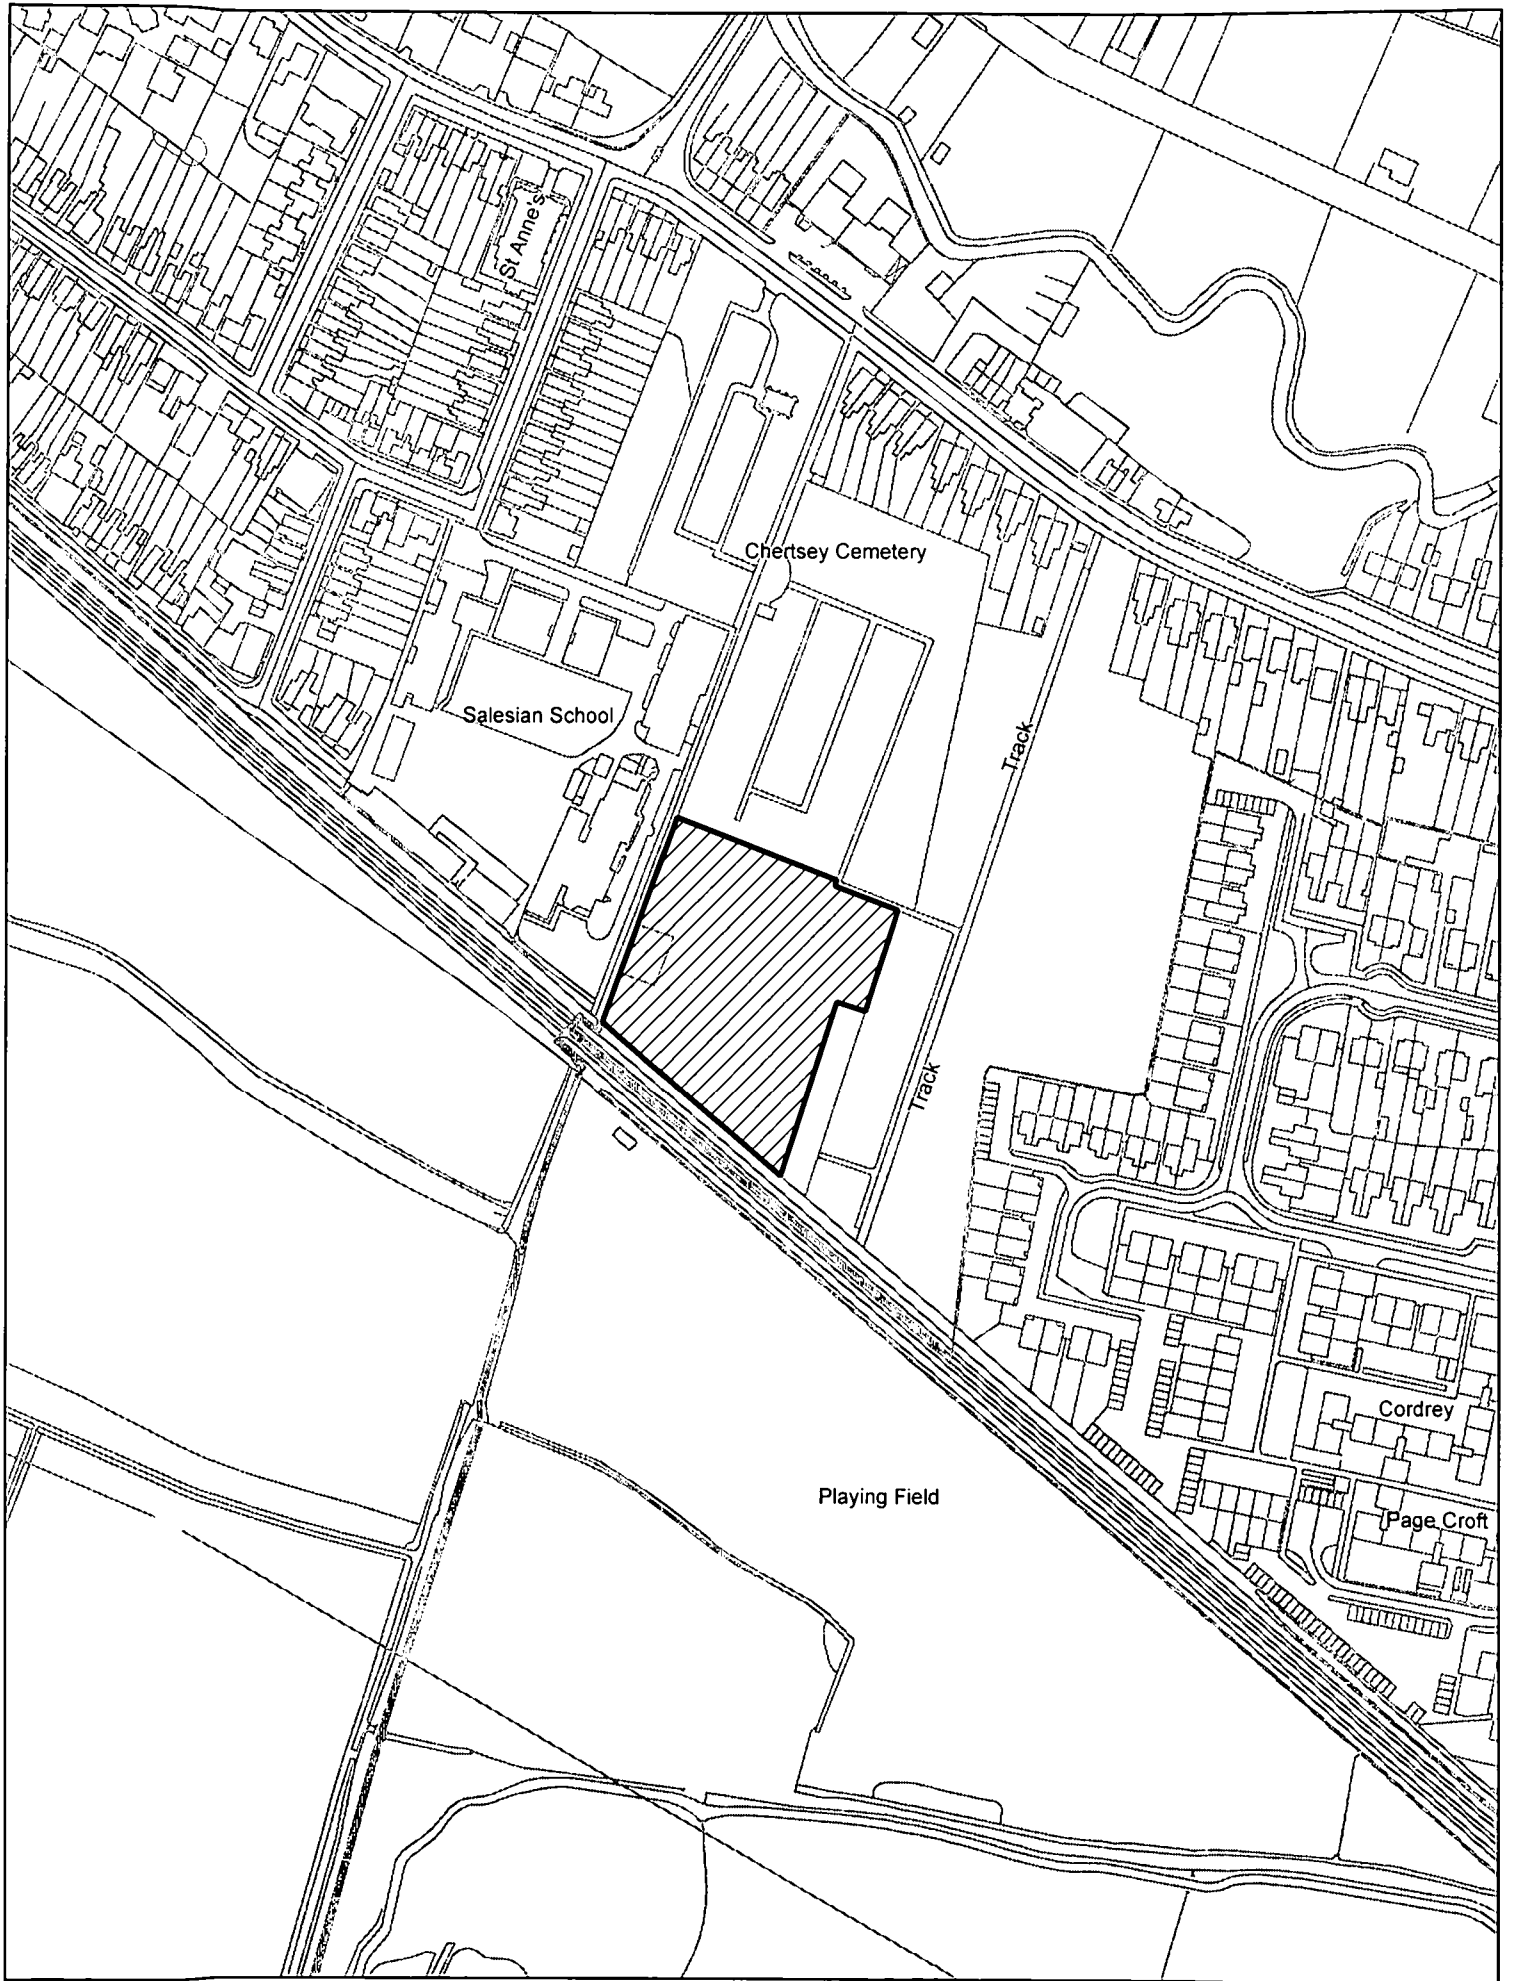 St Anne's
Chertsey Cemetery
Salesian School
Track
Track
Cordrey
Playing Field
Page Croft